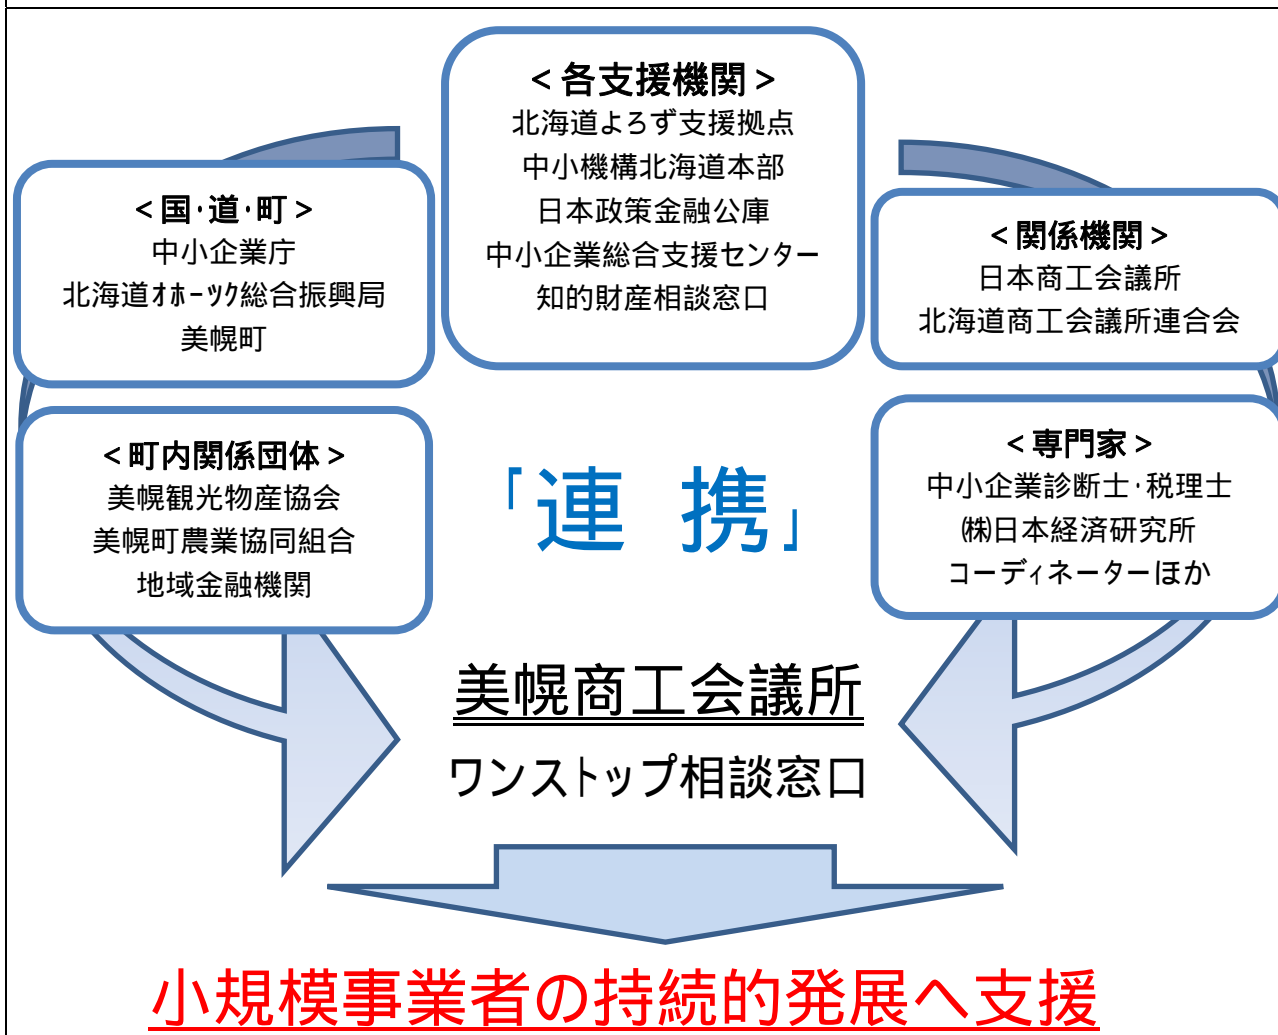 <各支援機関>
北海道よろず支援拠点
中小機構北海道本部
日本政策金融公庫
中小企業総合支援センター
知的財産相談窓口
<国･道･町>
中小企業庁
北海道ｵﾎｰﾂｸ総合振興局
美幌町
<関係機関>
日本商工会議所
北海道商工会議所連合会
<町内関係団体>
美幌観光物産協会
美幌町農業協同組合
地域金融機関
<専門家>
中小企業診断士･税理士
㈱日本経済研究所
コーディネーターほか
「連 携」
美幌商工会議所
ワンストップ相談窓口
小規模事業者の持続的発展へ支援